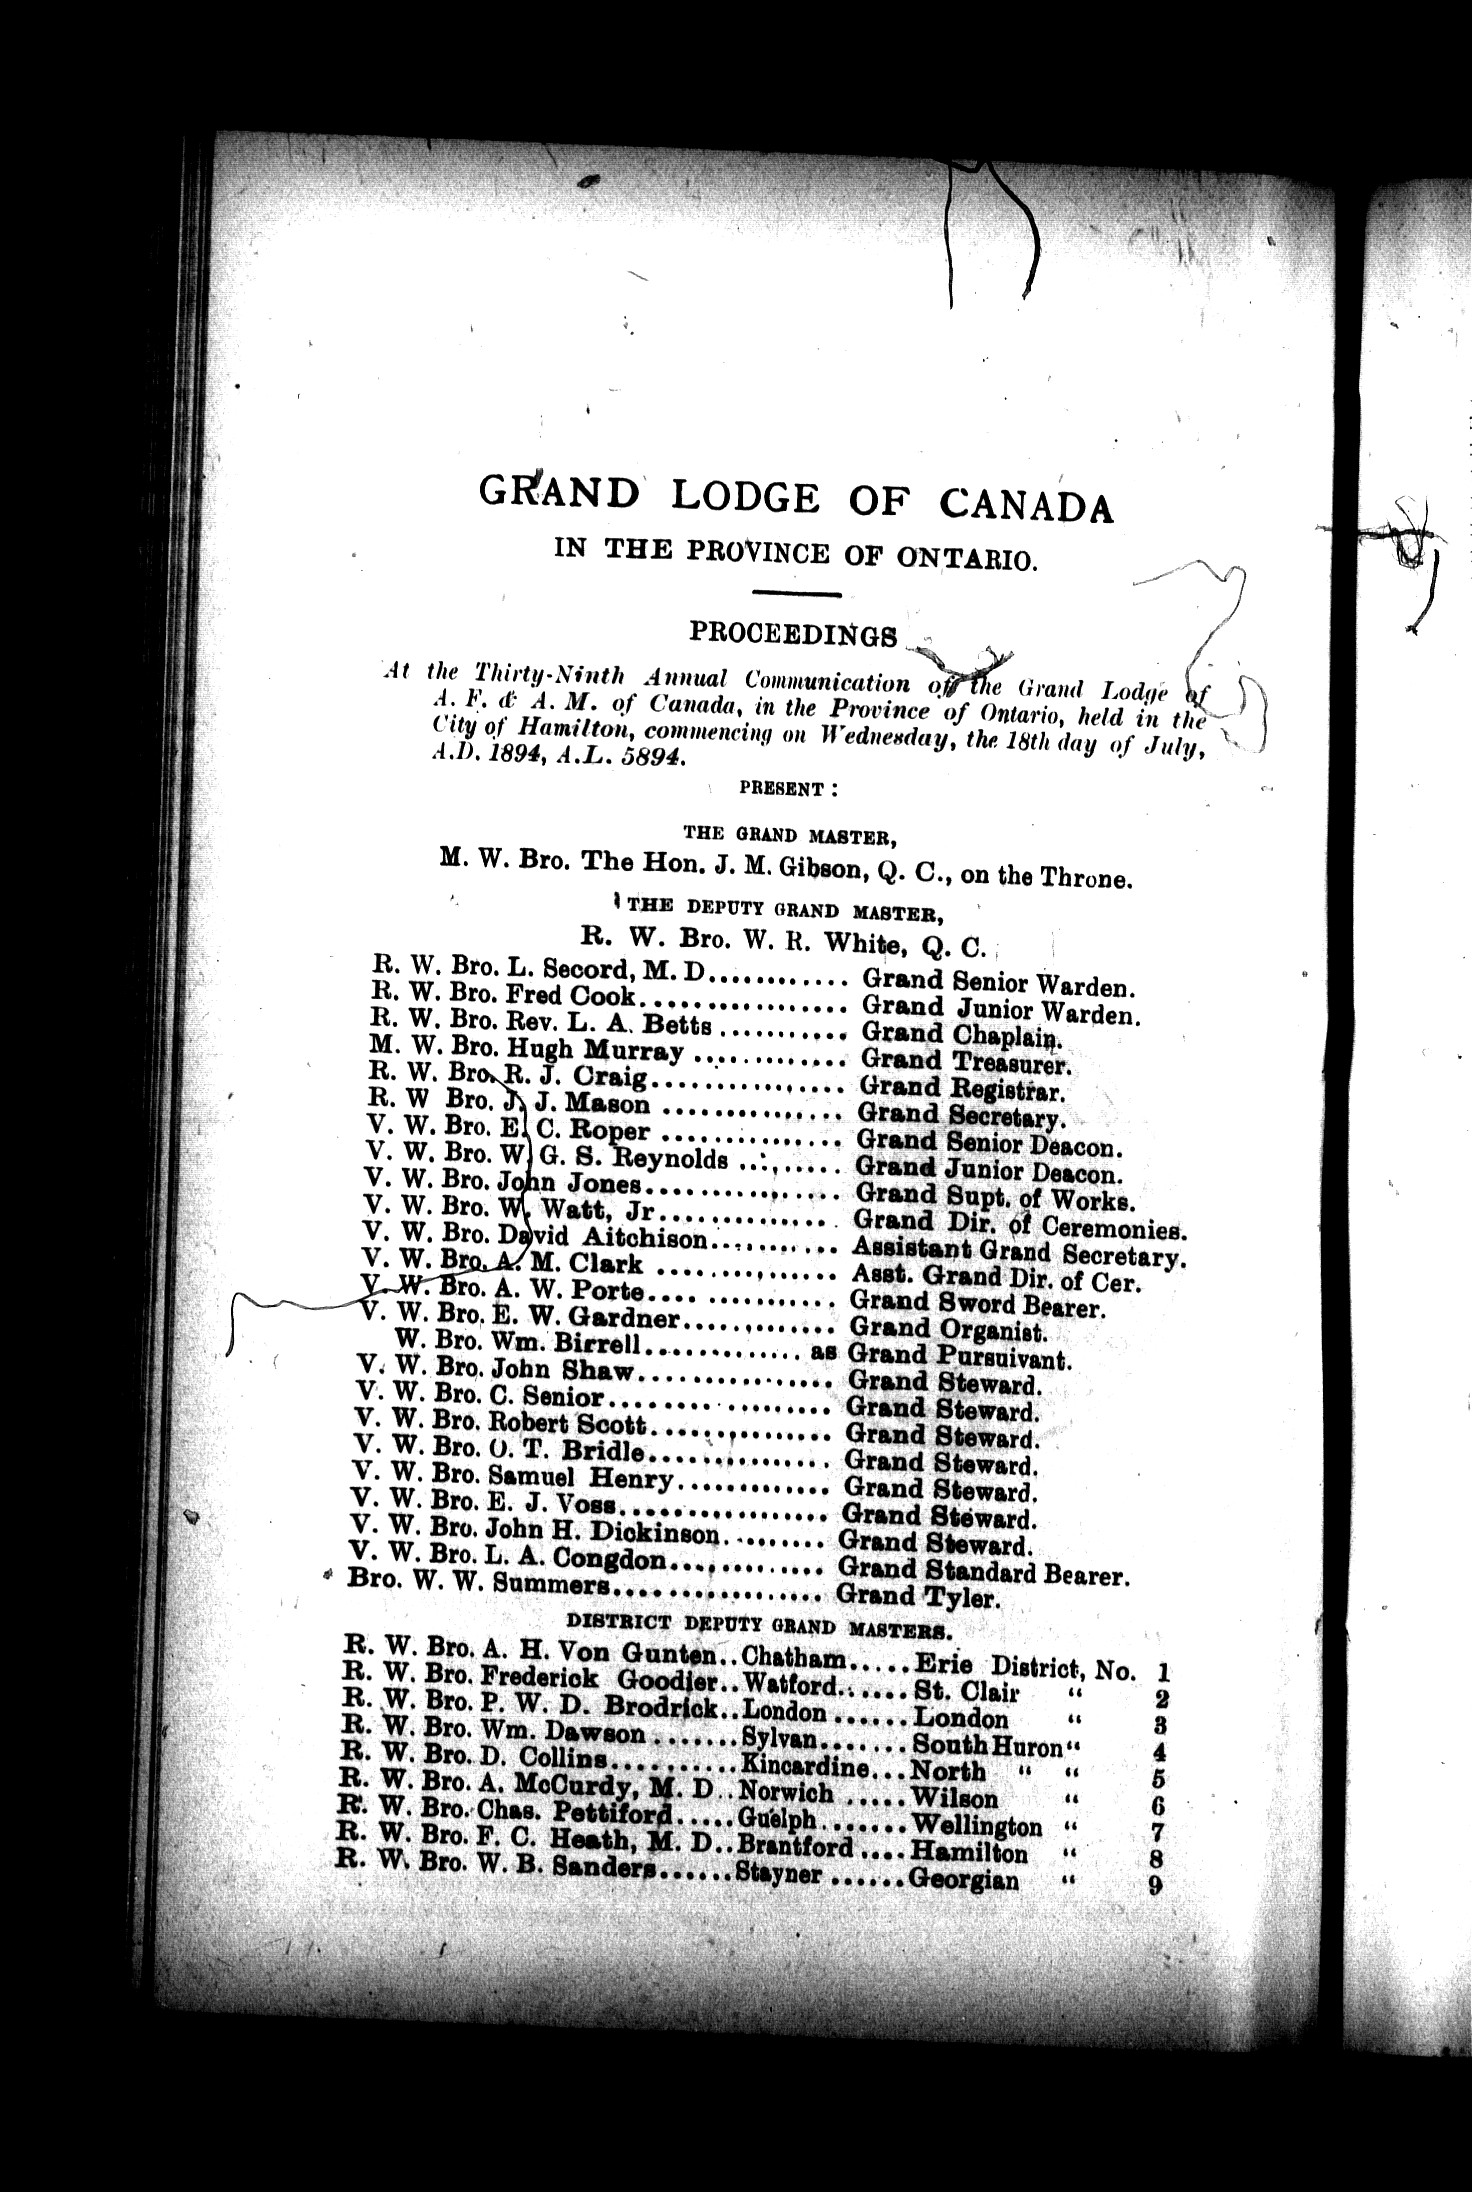 GRAND LODGE OF CANADA
IN THE PROVINCE OF ONTARIO.
PROCEEDINGS
At the Thirty-Ninth Annual Communication of the Grand Lodge of
A. F. & A. M. of Canada, in the Province of Ontario, held in the
City of Hamilton, commencing on Wednesday, the 18th day of July,
A.D. 1894, A.L. 5894.
PRESENT :
THE GRAND MASTER,
M. W. Bro. The Hon. J. M. Gibson, Q. C., on the Throne.
THE DEPUTY GRAND MASTER,
R. W. Bro. W. R. White, Q. C.
R. W. Bro. L. Secord, M. D............ Grand Senior Warden.
R. W. Bro. Fred Cook................. Grand Junior Warden.
R. W. Bro. Rev. L. A. Betts ........... Grand Chaplain.
M. W. Bro. Hugh Murray ............. Grand Treasurer.
R. W. Bro. R. J. Craig................ Grand Registrar.
R. W Bro. J. J. Mason ............... Grand Secretary.
V. W. Bro. E. C. Roper ............... Grand Senior Deacon.
V. W. Bro. W. G. S. Reynolds ......... Grand Junior Deacon.
V. W. Bro. John Jones................ Grand Supt. of Works.
V. W. Bro. W. Watt, Jr............... Grand Dir. of Ceremonies.
V. W. Bro. David Aitchison........... Assistant Grand Secretary.
V. W. Bro. A. M. Clark ............... Asst. Grand Dir. of Cer.
V. W. Bro. A. W. Porte.... ........... Grand Sword Bearer.
V. W. Bro. E. W. Gardner............. Grand Organist.
W. Bro. Wm. Birrell............. as Grand Pursuivant.
V. W. Bro. John Shaw................ Grand Steward.
V. W. Bro. C. Senior.................. Grand Steward.
V. W. Bro. Robert Scott............... Grand Steward.
V. W. Bro. O. T. Bridle............... Grand Steward.
V. W. Bro. Samuel Henry............. Grand Steward.
V. W. Bro. E. J. Voss................. Grand Steward.
V. W. Bro. John H. Dickinson......... Grand Steward.
V. W. Bro. L. A. Congdon............. Grand Standard Bearer.
Bro. W. W. Summers................. Grand Tyler.
DISTRICT DEPUTY GRAND MASTERS.
R. W. Bro. A. H. Von Gunten..Chatham.....Erie District, No. 1
R. W. Bro. Frederick Goodier..Watford......St. Clair “ 2
R. W. Bro. P. W. D. Brodrick..London ......London “ 3
R. W. Bro. Wm. Dawson .......Sylvan.......South Huron “ 4
R. W. Bro. D. Collins..........Kincardine...North “ “ 5
R. W. Bro. A. McCurdy, M. D..Norwich .....Wilson “ 6
R. W. Bro. Chas. Pettiford.....Guelph .......Wellington “ 7
R. W. Bro. F. C. Heath, M. D..Brantford ....Hamilton “ 8
R. W. Bro. W. B. Sanders......Stayner ......Georgian “ 9